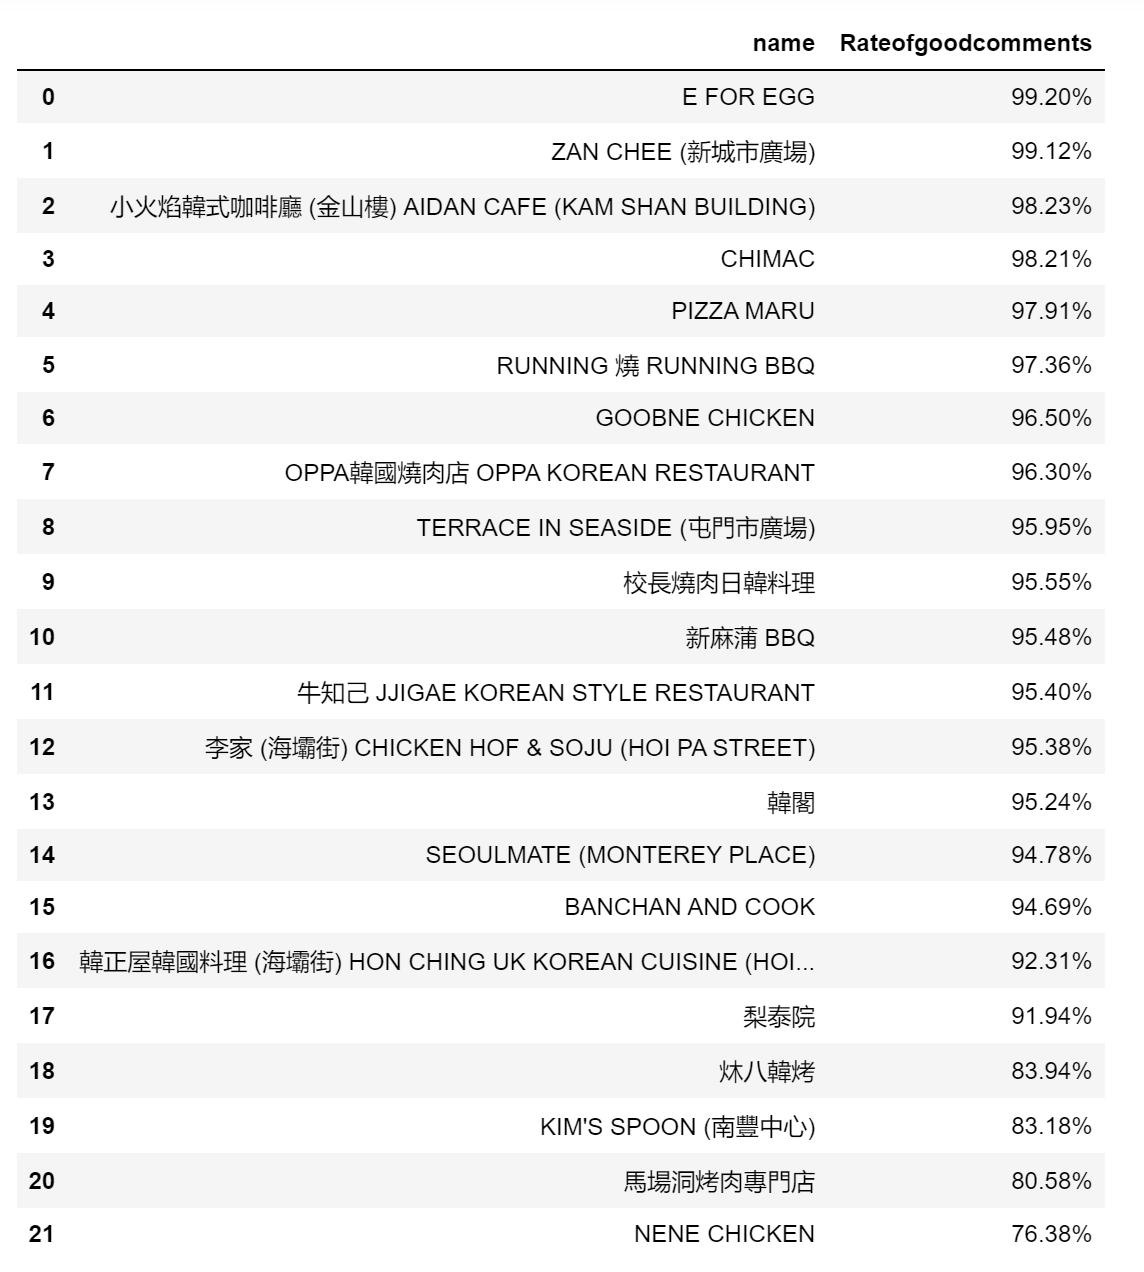 name Rateofgoodcomments
0 E FOR EGG 99.20%
1 ZAN CHEE (新城市廣場) 99.12%
2 小火焰韓式咖啡廳 (金山樓) AIDAN CAFE (KAM SHAN BUILDING) 98.23%
3 CHIMAC 98.21%
4 PIZZA MARU 97.91%
5 RUNNING 燒 RUNNING BBQ 97.36%
6 GOOBNE CHICKEN 96.50%
7 OPPA韓國燒肉店 OPPA KOREAN RESTAURANT 96.30%
8 TERRACE IN SEASIDE (屯門市廣場) 95.95%
9 校長燒肉日韓料理 95.55%
10 新麻蒲 BBQ 95.48%
11 牛知己 JJIGAE KOREAN STYLE RESTAURANT 95.40%
12 李家 (海壩街) CHICKEN HOF & SOJU (HOI PA STREET) 95.38%
13 韓閣 95.24%
14 SEOULMATE (MONTEREY PLACE) 94.78%
15 BANCHAN AND COOK 94.69%
16 韓正屋韓國料理 (海壩街) HON CHING UK KOREAN CUISINE (HOI... 92.31%
17 梨泰院 91.94%
18 炑八韓烤 83.94%
19 KIM'S SPOON (南豐中心) 83.18%
20 馬場洞烤肉專門店 80.58%
21 NENE CHICKEN 76.38%